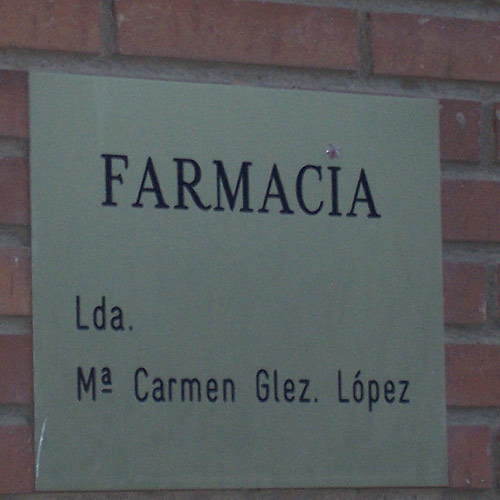 FARMACIA
Lda.
Mª Carmen Glez. López